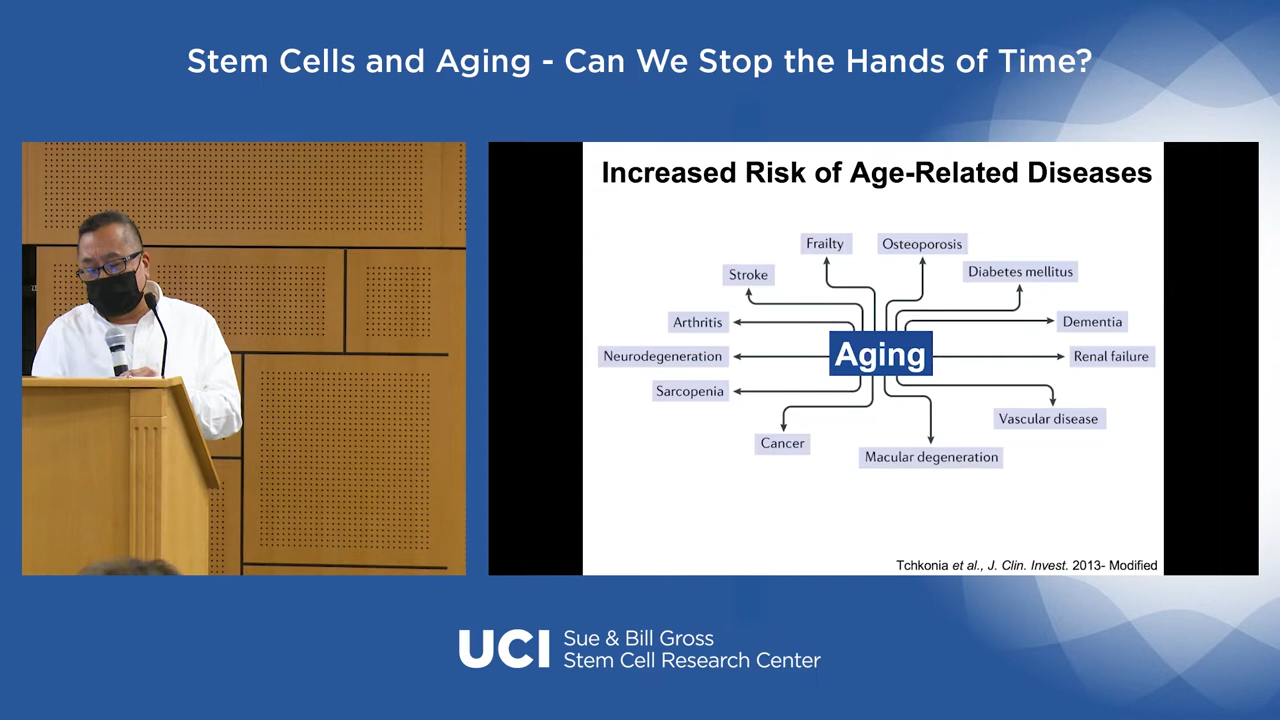 Stem Cells and Aging - Can We Stop the Hands of Time?
Increased Risk of Age-Related Diseases
Frailty
Osteoporosis
Stroke
Diabetes mellitus
Arthritis
Dementia
Aging
Neurodegeneration
Renal failure
Sarcopenia
Vascular disease
Cancer
Macular degeneration
Tchkonia et al., J. Clin. Invest. 2013- Modified
UCI
Sue & Bill Gross
Stem Cell Research Center